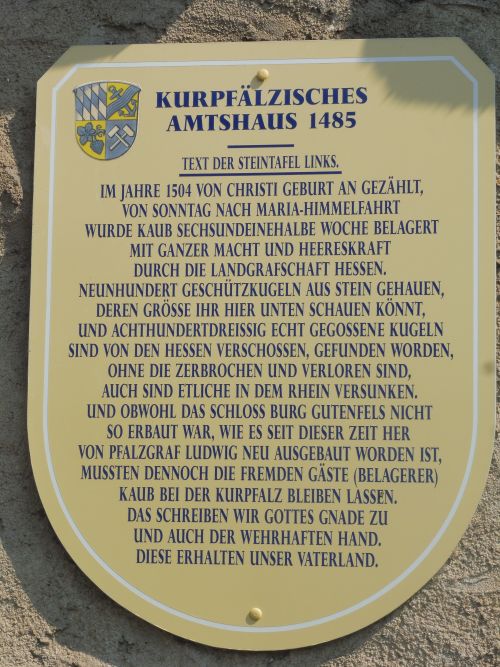 KURPFÄLZISCHES
AMTSHAUS 1485
TEXT DER STEINTAFEL LINKS.
IM JAHRE 1504 VON CHRISTI GEBURT AN GEZÄHLT,
VON SONNTAG NACH MARIA-HIMMELFAHRT
WURDE KAUB SECHSUNDEINEHALBE WOCHE BELAGERT
MIT GANZER MACHT UND HEERESKRAFT
DURCH DIE LANDGRAFSCHAFT HESSEN.
NEUNHUNDERT GESCHÜTZKUGELN AUS STEIN GEHAUEN,
DEREN GRÖSSE IHR HIER UNTEN SCHAUEN KÖNNT,
UND ACHTHUNDERTDREISSIG ECHT GEGOSSENE KUGELN
SIND VON DEN HESSEN VERSCHOSSEN, GEFUNDEN WORDEN,
OHNE DIE ZERBROCHEN UND VERLOREN SIND,
AUCH SIND ETLICHE IN DEM RHEIN VERSUNKEN.
UND OBWOHL DAS SCHLOSS BURG GUTENFELS NICHT
SO ERBAUT WAR, WIE ES SEIT DIESER ZEIT HER
VON PFALZGRAF LUDWIG NEU AUSGEBAUT WORDEN IST,
MUSSTEN DENNOCH DIE FREMDEN GÄSTE (BELAGERER)
KAUB BEI DER KURPFALZ BLEIBEN LASSEN.
DAS SCHREIBEN WIR GOTTES GNADE ZU
UND AUCH DER WEHRHAFTEN HAND.
DIESE ERHALTEN UNSER VATERLAND.